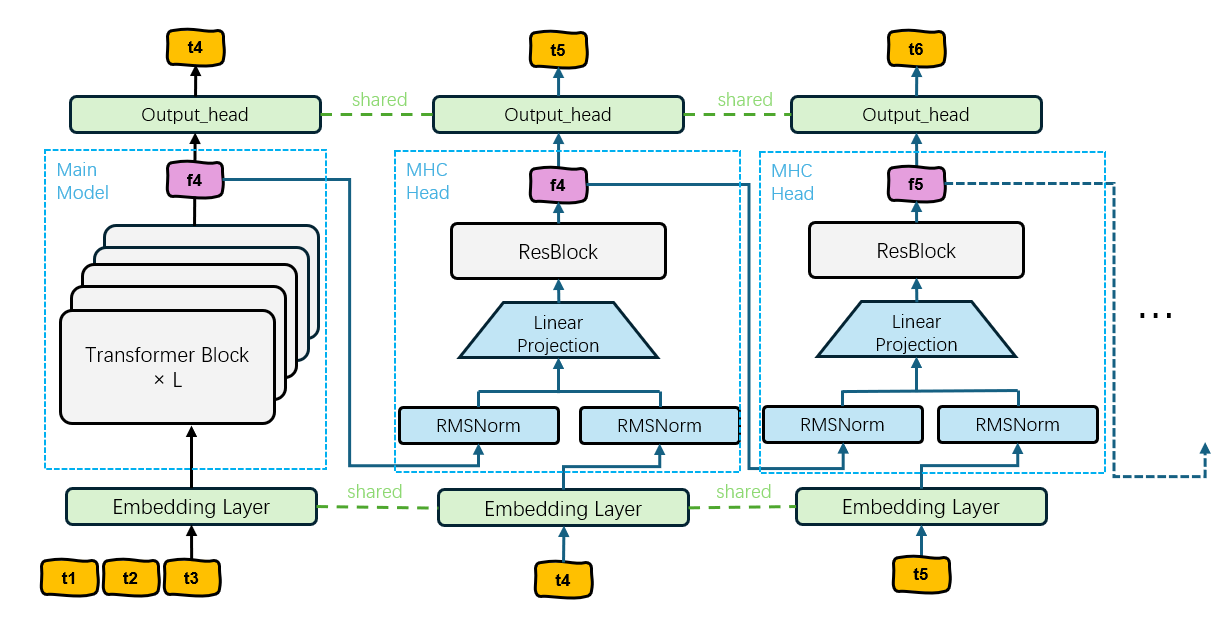 t4
t5
t6
Output_head
shared
Output_head
shared
Output_head
Main
Model
f4
MHC
Head
f4
MHC
Head
f5
ResBlock
ResBlock
Transformer Block
× L
Linear
Projection
Linear
Projection
...
RMSNorm
RMSNorm
RMSNorm
RMSNorm
Embedding Layer
shared
Embedding Layer
shared
Embedding Layer
t1
t2
t3
t4
t5